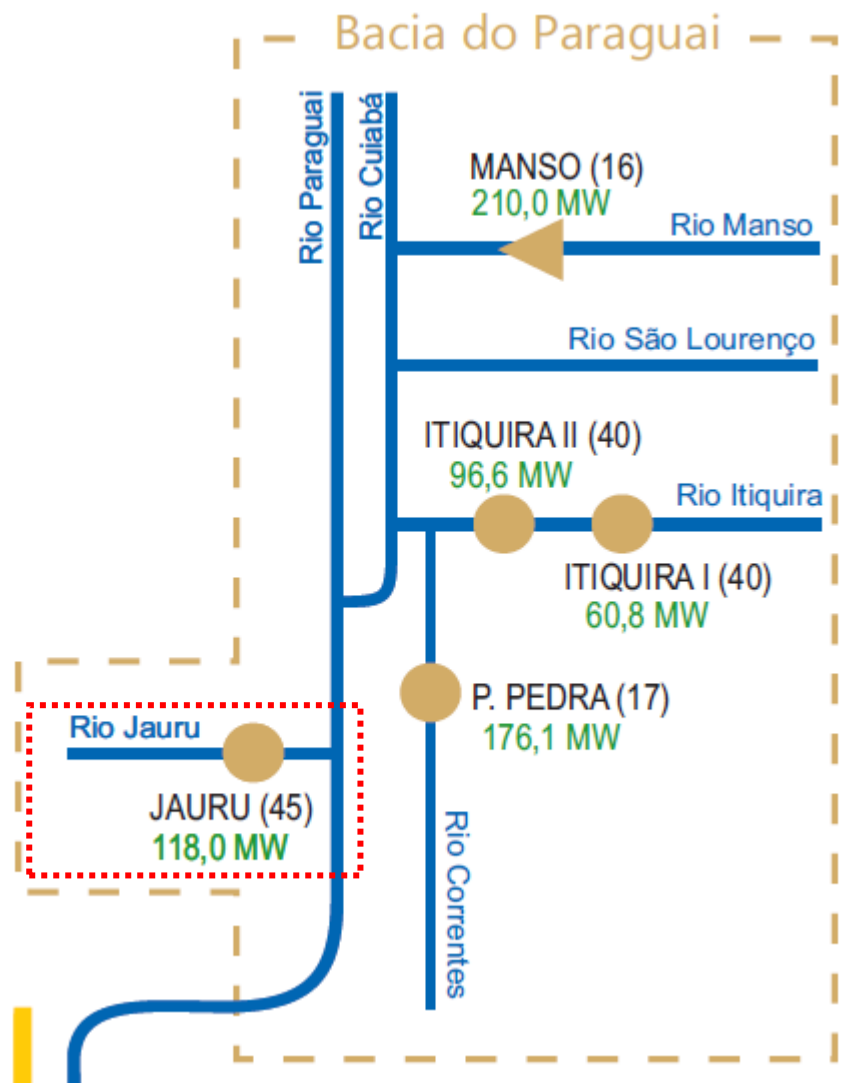 Bacia do Paraguai
Rio Paraguai
Rio Cuiabá
MANSO (16)
210,0 MW
Rio Manso
Rio São Lourenço
ITIQUIRA II (40)
96,6 MW
Rio Itiquira
ITIQUIRA I (40)
60,8 MW
P. PEDRA (17)
176,1 MW
Rio Jauru
JAURU (45)
118,0 MW
Rio Correntes